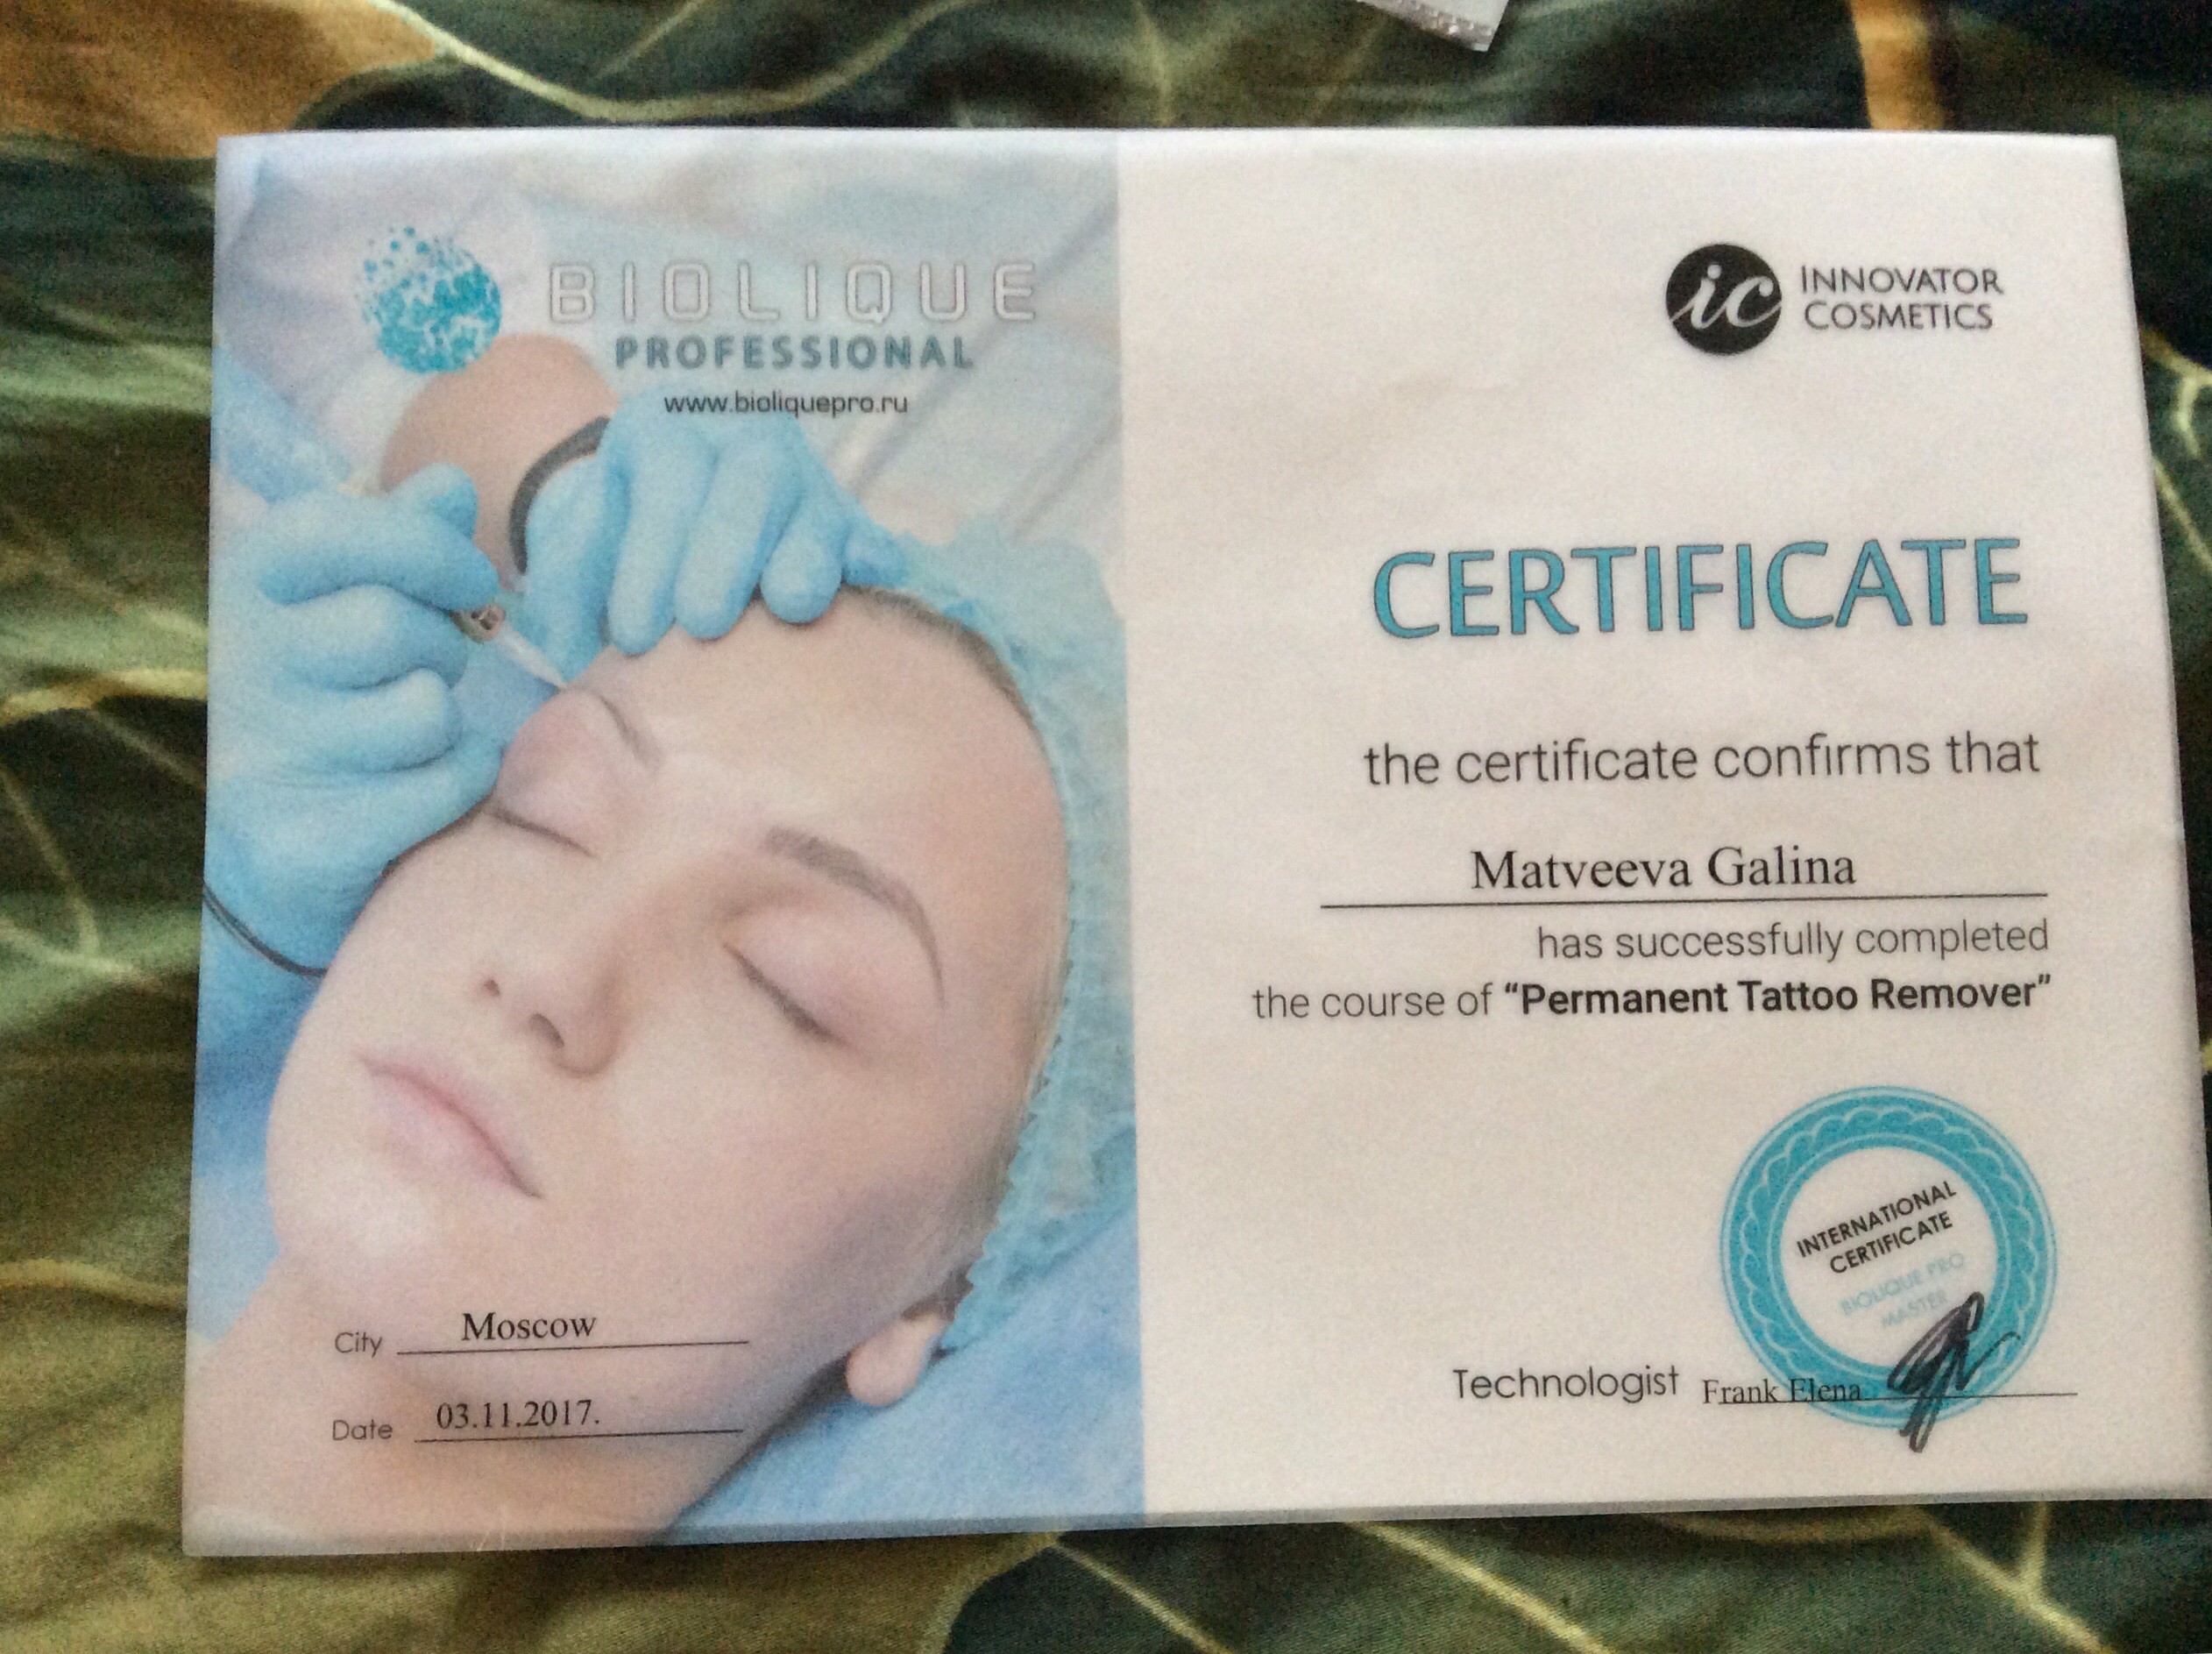 BIOLIQUE
PROFESSIONAL
www.bioliquepro.ru
ic INNOVATOR
COSMETICS
CERTIFICATE
the certificate confirms that
Matveeva Galina
has successfully completed
the course of “Permanent Tattoo Remover”
INTERNATIONAL
CERTIFICATE
BIOLIQUE PRO
MASTER
Technologist Frank Elena
City Moscow
Date 03.11.2017.